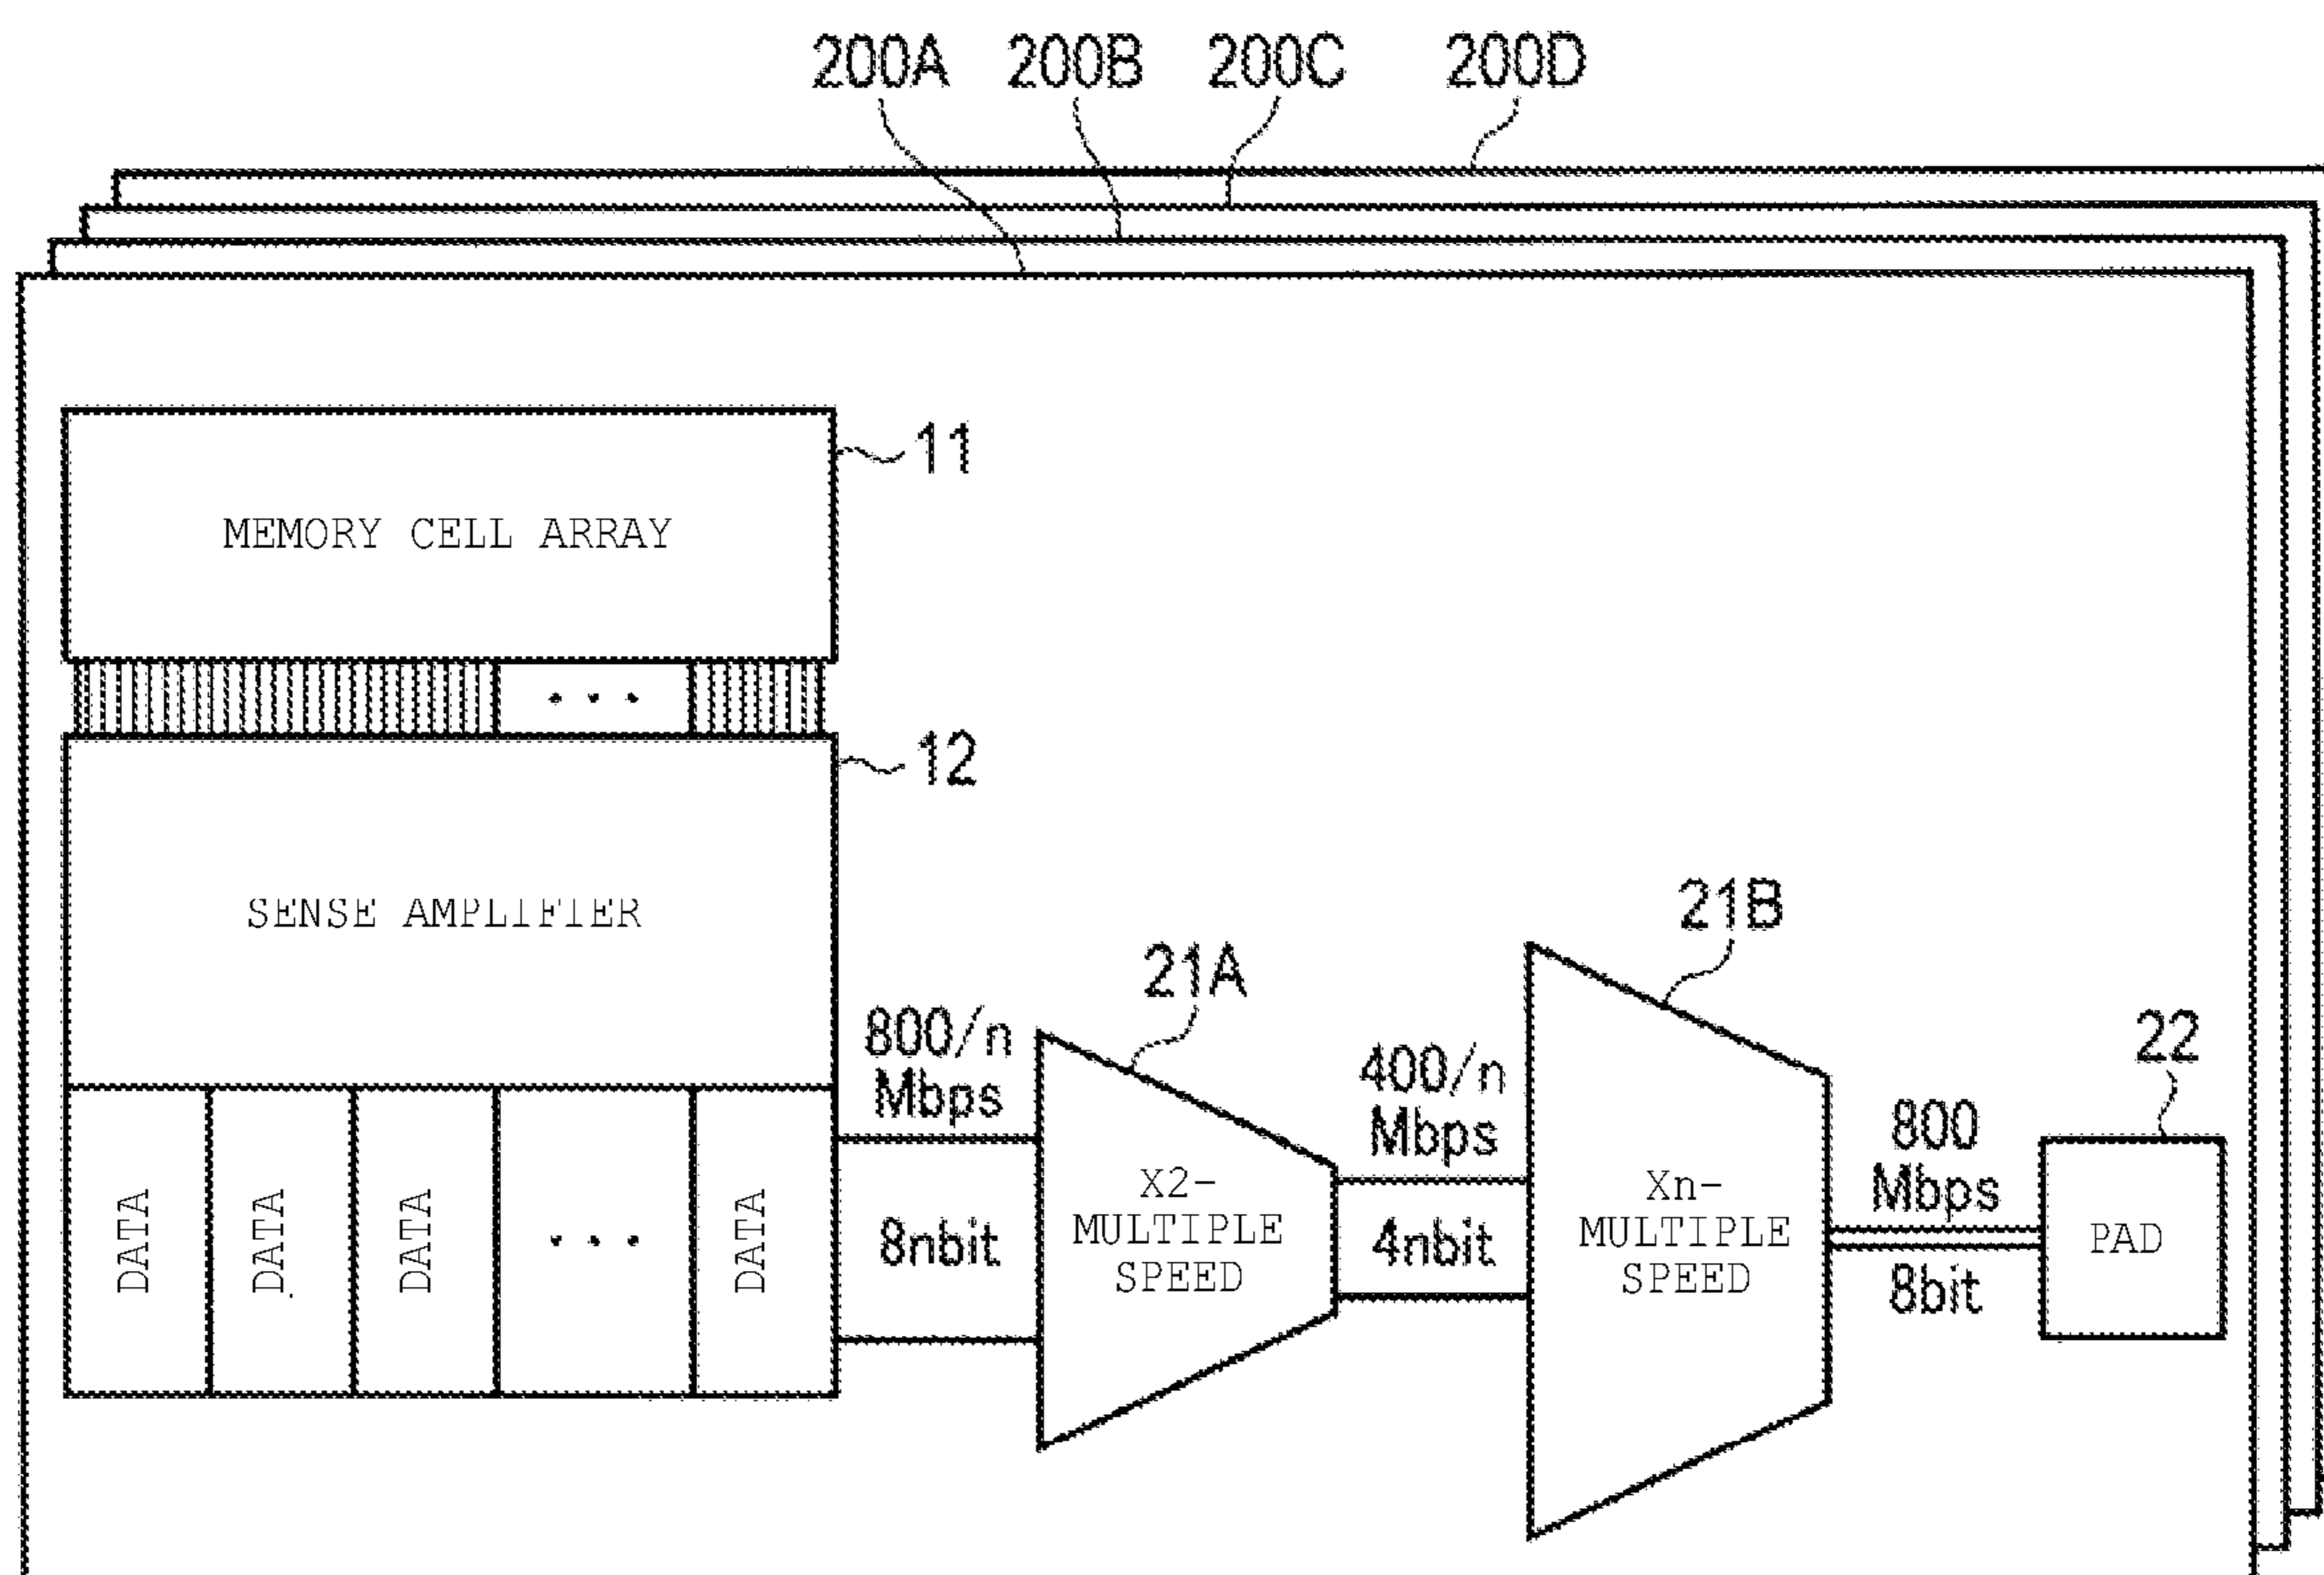 200A 200B 200C 200D
11
MEMORY CELL ARRAY
...
12
SENSE AMPLIFIER
21B
21A
800/n
Mbps
22
400/n
Mbps
800
Mbps
DATA
DATA
DATA
...
DATA
8nbit
X2-
MULTIPLE
SPEED
4nbit
Xn-
MULTIPLE
SPEED
8bit
PAD